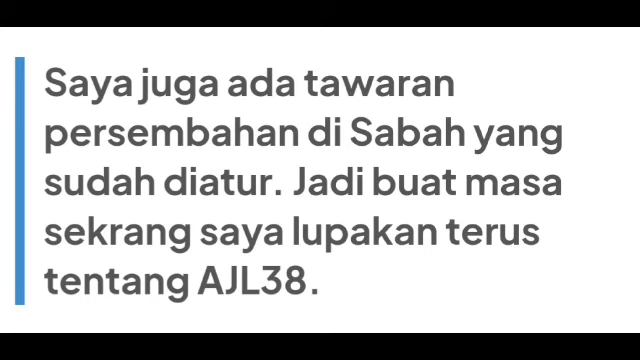 Saya juga ada tawaran
persembahan di Sabah yang
sudah diatur. Jadi buat masa
sekrang saya lupakan terus
tentang AJL38.